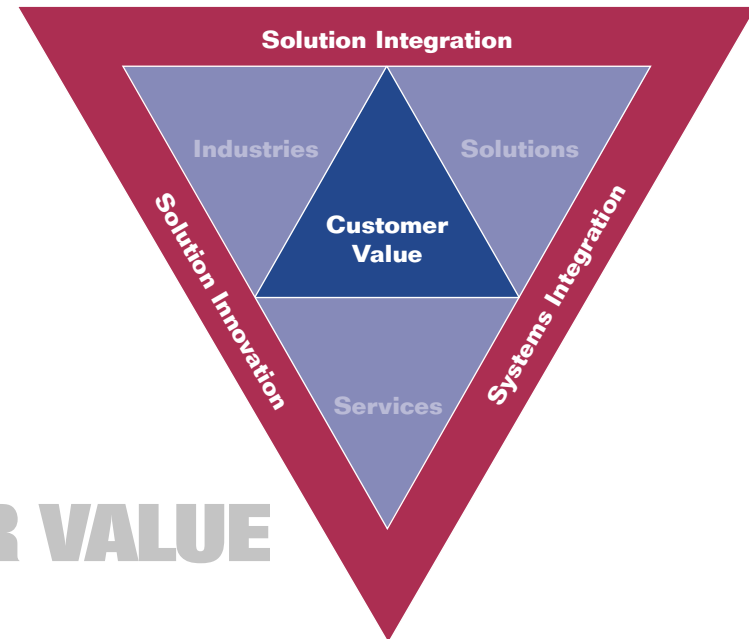 Solution Integration
Industries
Solutions
Customer
Value
Solution Innovation
Systems Integration
Services
R VALUE